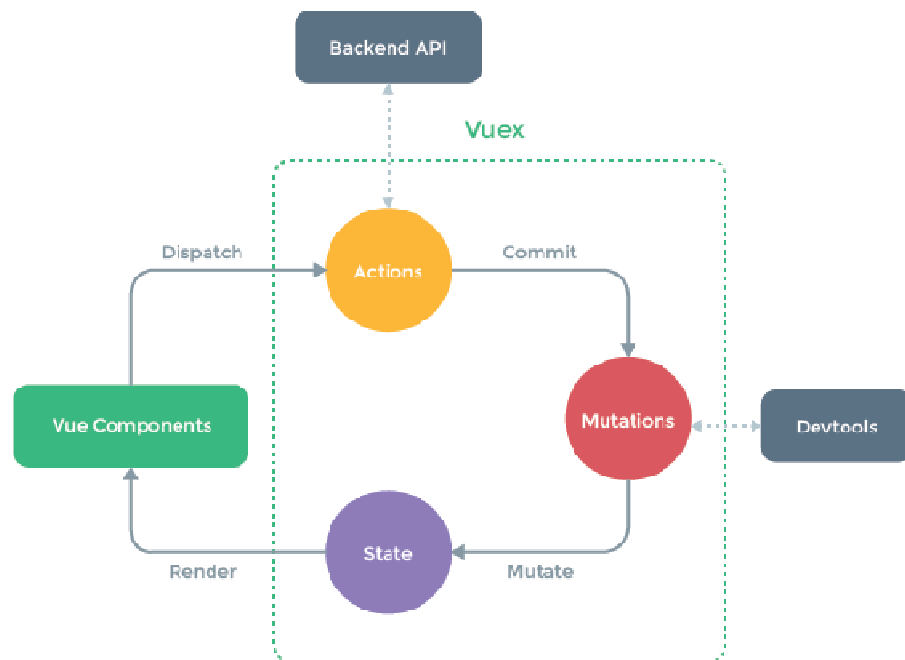 Backend API
Vuex
Dispatch
Commit
Actions
Vue Components
Mutations
Devtools
State
Render
Mutate